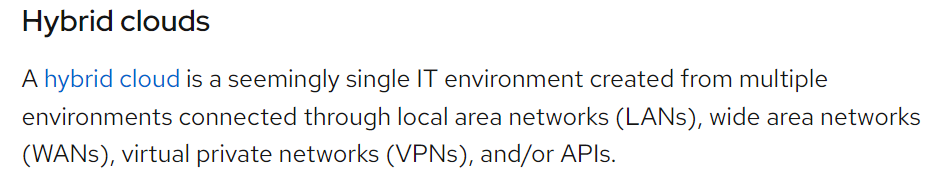 Hybrid clouds
A hybrid cloud is a seemingly single IT environment created from multiple
environments connected through local area networks (LANs), wide area networks
(WANs), virtual private networks (VPNs), and/or APIs.